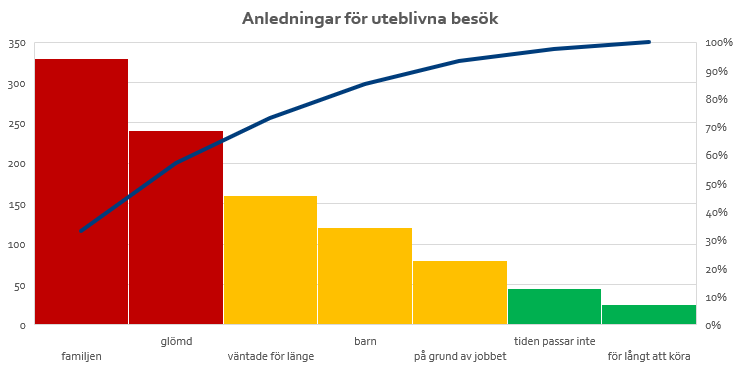 Anledningar för uteblivna besök
350
300
250
200
150
100
50
0
100%
90%
80%
70%
60%
50%
40%
30%
20%
10%
0%
familjen
glömd
väntade för länge
barn
på grund av jobbet
tiden passar inte
för långt att köra